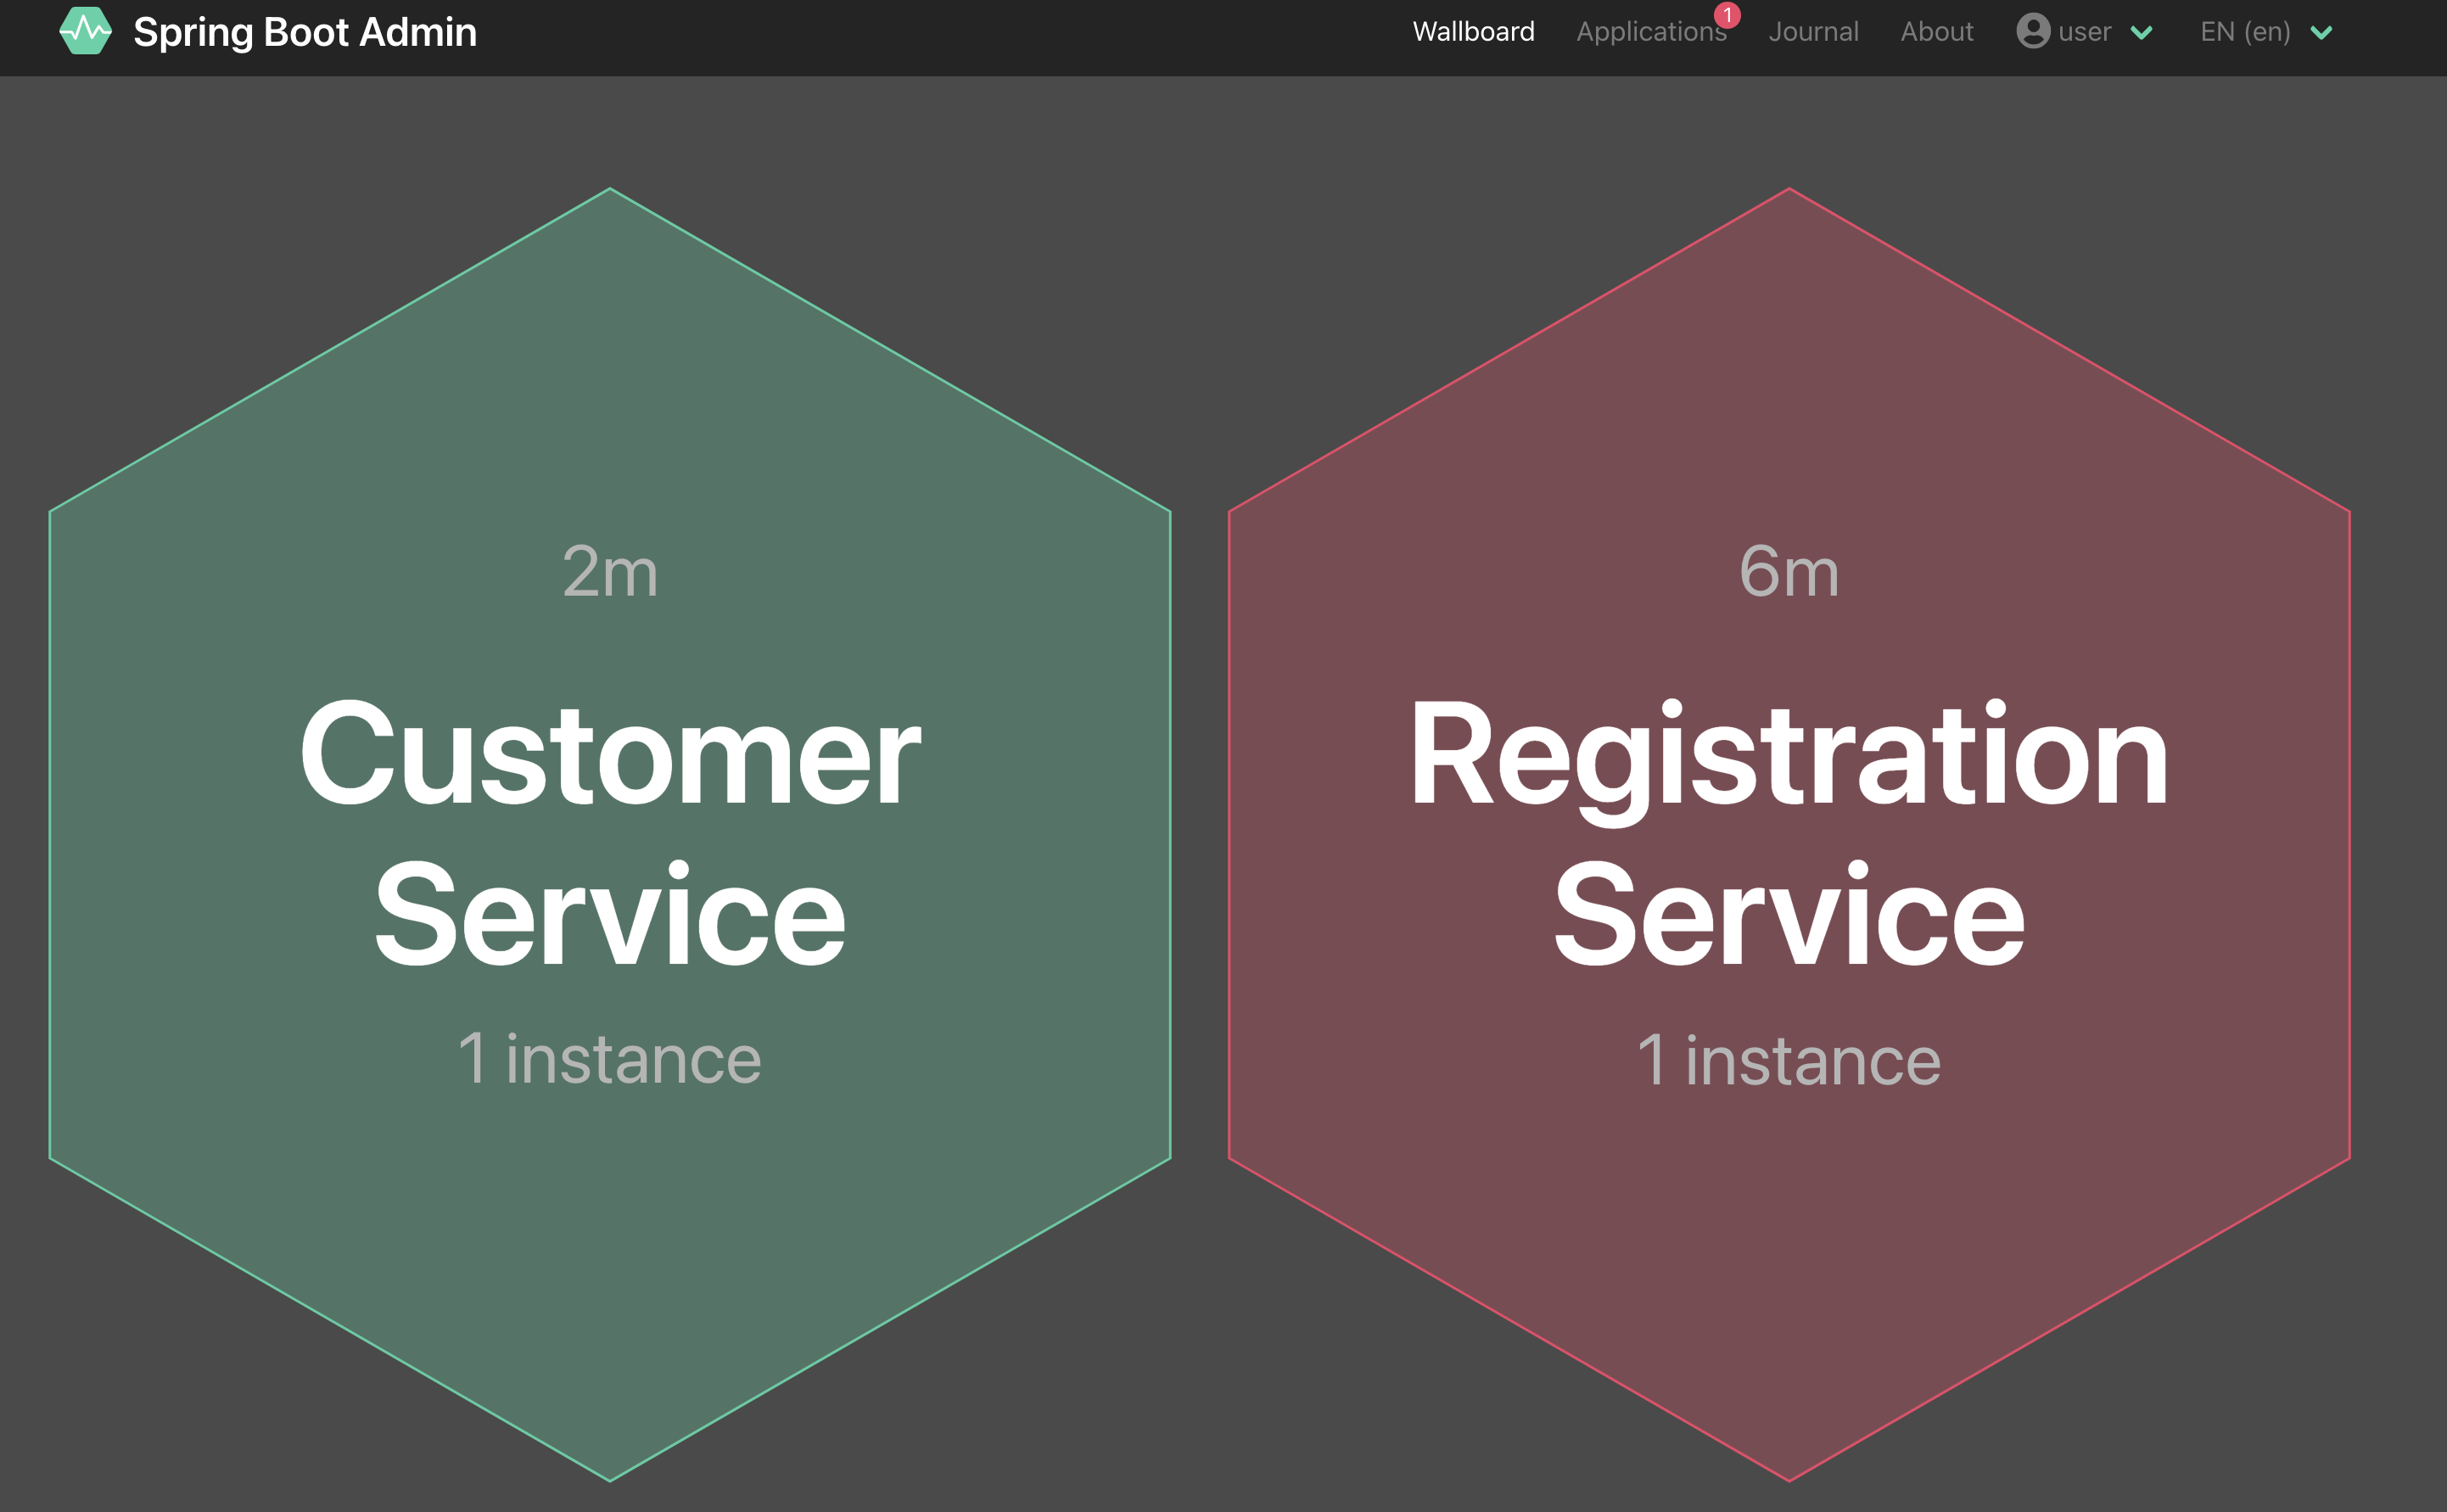 Spring Boot Admin
Wallboard
Applications
1
Journal
About
user
EN (en)
2m
Customer
Service
1 instance
6m
Registration
Service
1 instance